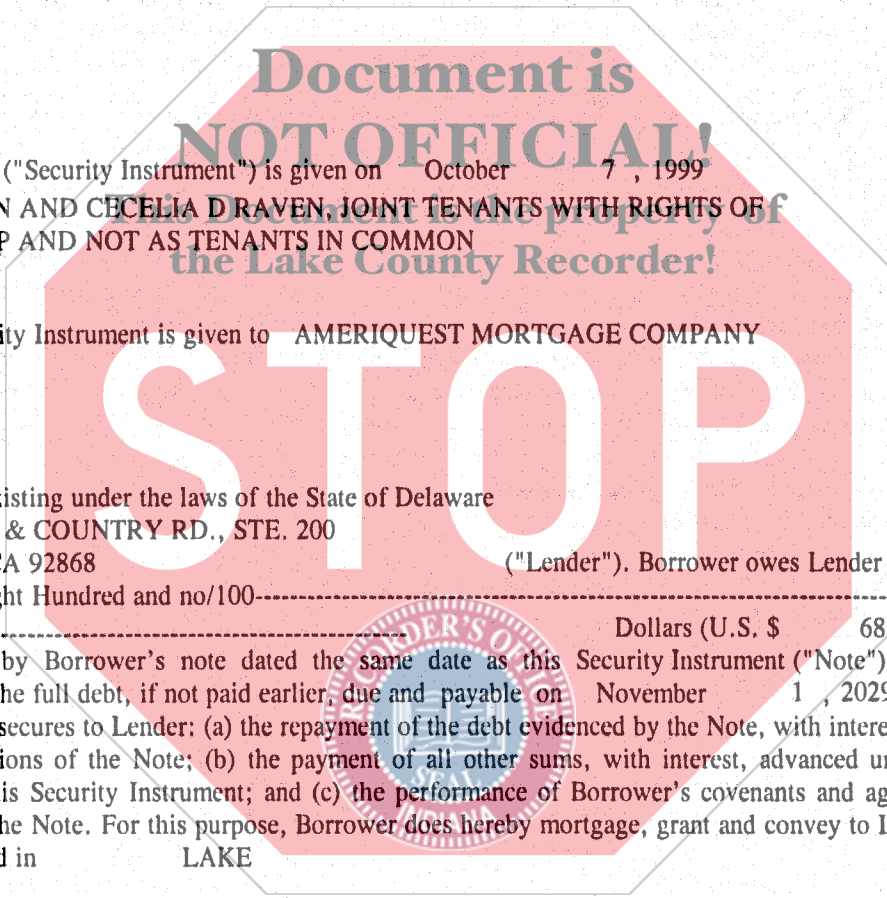 Document is
NOT OFFICIAL!
("Security Instrument") is given on October 7 , 1999
N AND CECELIA D RAVEN, JOINT TENANTS WITH RIGHTS OF
This Document is the property of
P AND NOT AS TENANTS IN COMMON
the Lake County Recorder!
ity Instrument is given to AMERIQUEST MORTGAGE COMPANY
STOP
isting under the laws of the State of Delaware
& COUNTRY RD., STE. 200
CA 92868 ("Lender"). Borrower owes Lender
ght Hundred and no/100-----------------------------------------------------------------
----------------------------------------- Dollars (U.S. $ 68
by Borrower's note dated the same date as this Security Instrument ("Note")
he full debt, if not paid earlier, due and payable on November 1 , 2029
secures to Lender: (a) the repayment of the debt evidenced by the Note, with intere
ions of the Note; (b) the payment of all other sums, with interest, advanced u
is Security Instrument; and (c) the performance of Borrower's covenants and ag
he Note. For this purpose, Borrower does hereby mortgage, grant and convey to L
d in LAKE
RECORDER'S OFFICE
SEAL
INDIANA